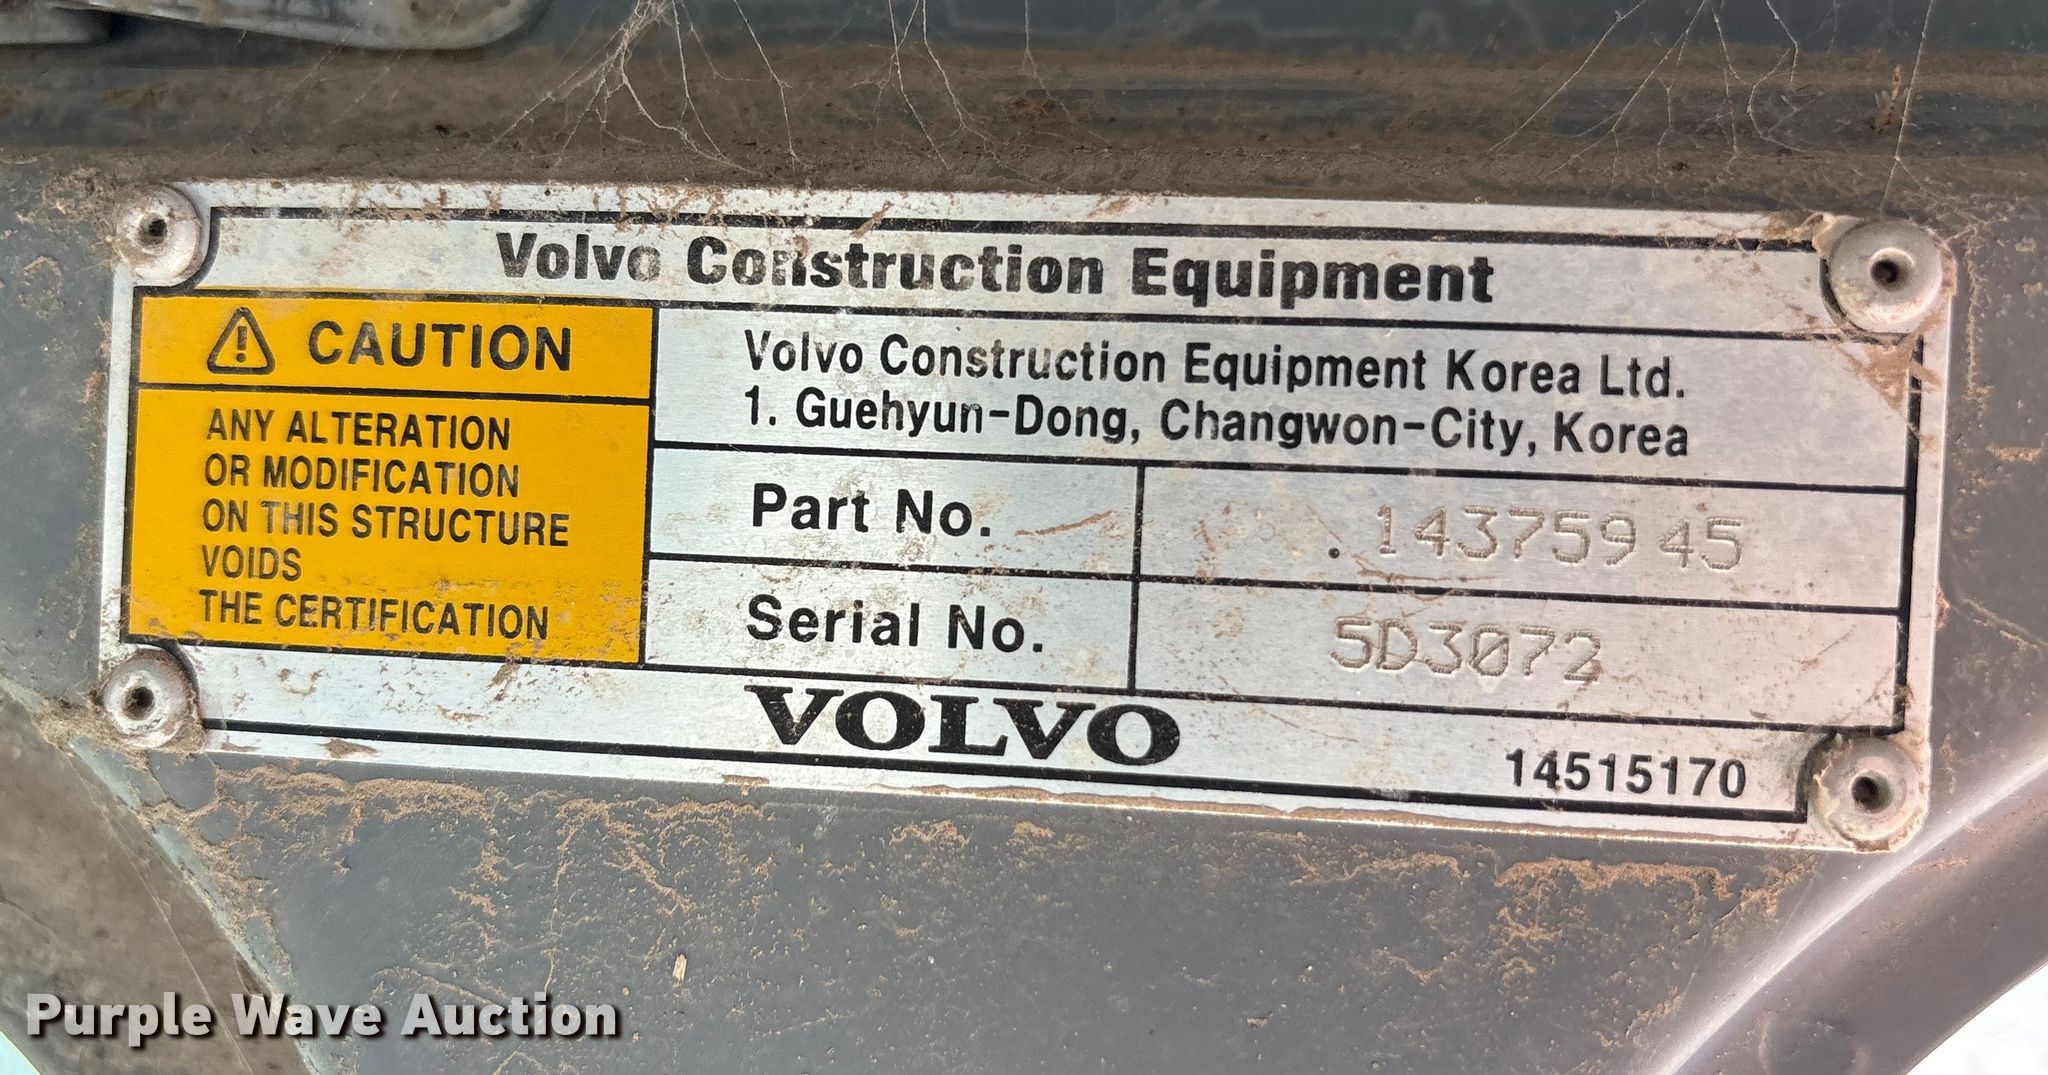 Volvo Construction Equipment
CAUTION
ANY ALTERATION
OR MODIFICATION
ON THIS STRUCTURE
VOIDS
THE CERTIFICATION
Volvo Construction Equipment Korea Ltd.
1. Guehyun-Dong, Changwon-City, Korea
Part No. 14375945
Serial No. 5D3072
VOLVO
14515170
Purple Wave Auction